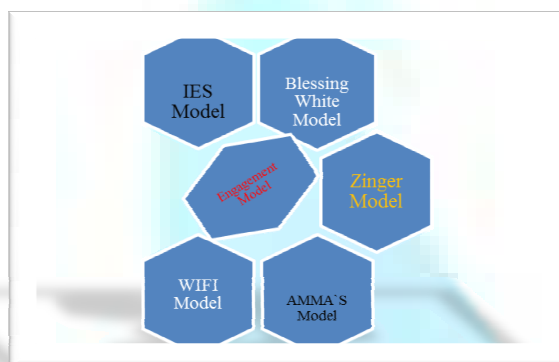 IES
Model
Blessing
White
Model
Engagement
Model
Zinger
Model
WIFI
Model
AMMA`S
Model